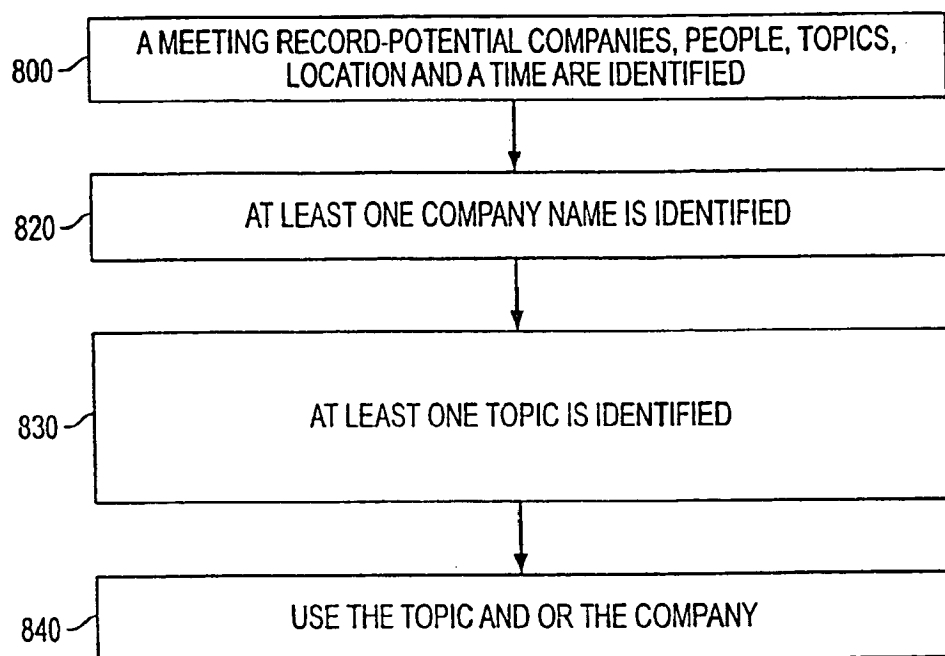 800
A MEETING RECORD-POTENTIAL COMPANIES, PEOPLE, TOPICS,
LOCATION AND A TIME ARE IDENTIFIED
820
AT LEAST ONE COMPANY NAME IS IDENTIFIED
830
AT LEAST ONE TOPIC IS IDENTIFIED
840
USE THE TOPIC AND OR THE COMPANY